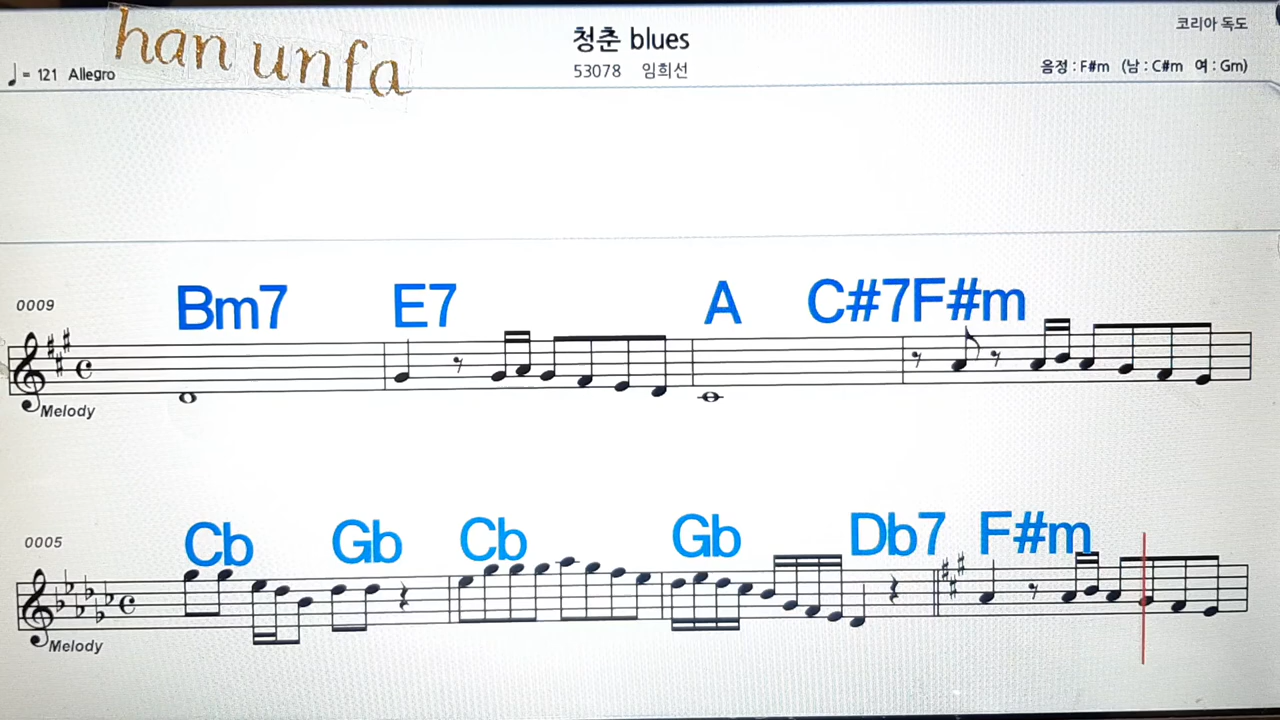 han unfa
청춘 blues
코리아 독도
♩ = 121 Allegro
53078 임희선
음정 : F#m (남 : C#m 여 : Gm)
0009
Bm7 E7 A C#7 F#m
Melody
0005
Cb Gb Cb Gb Db7 F#m
Melody